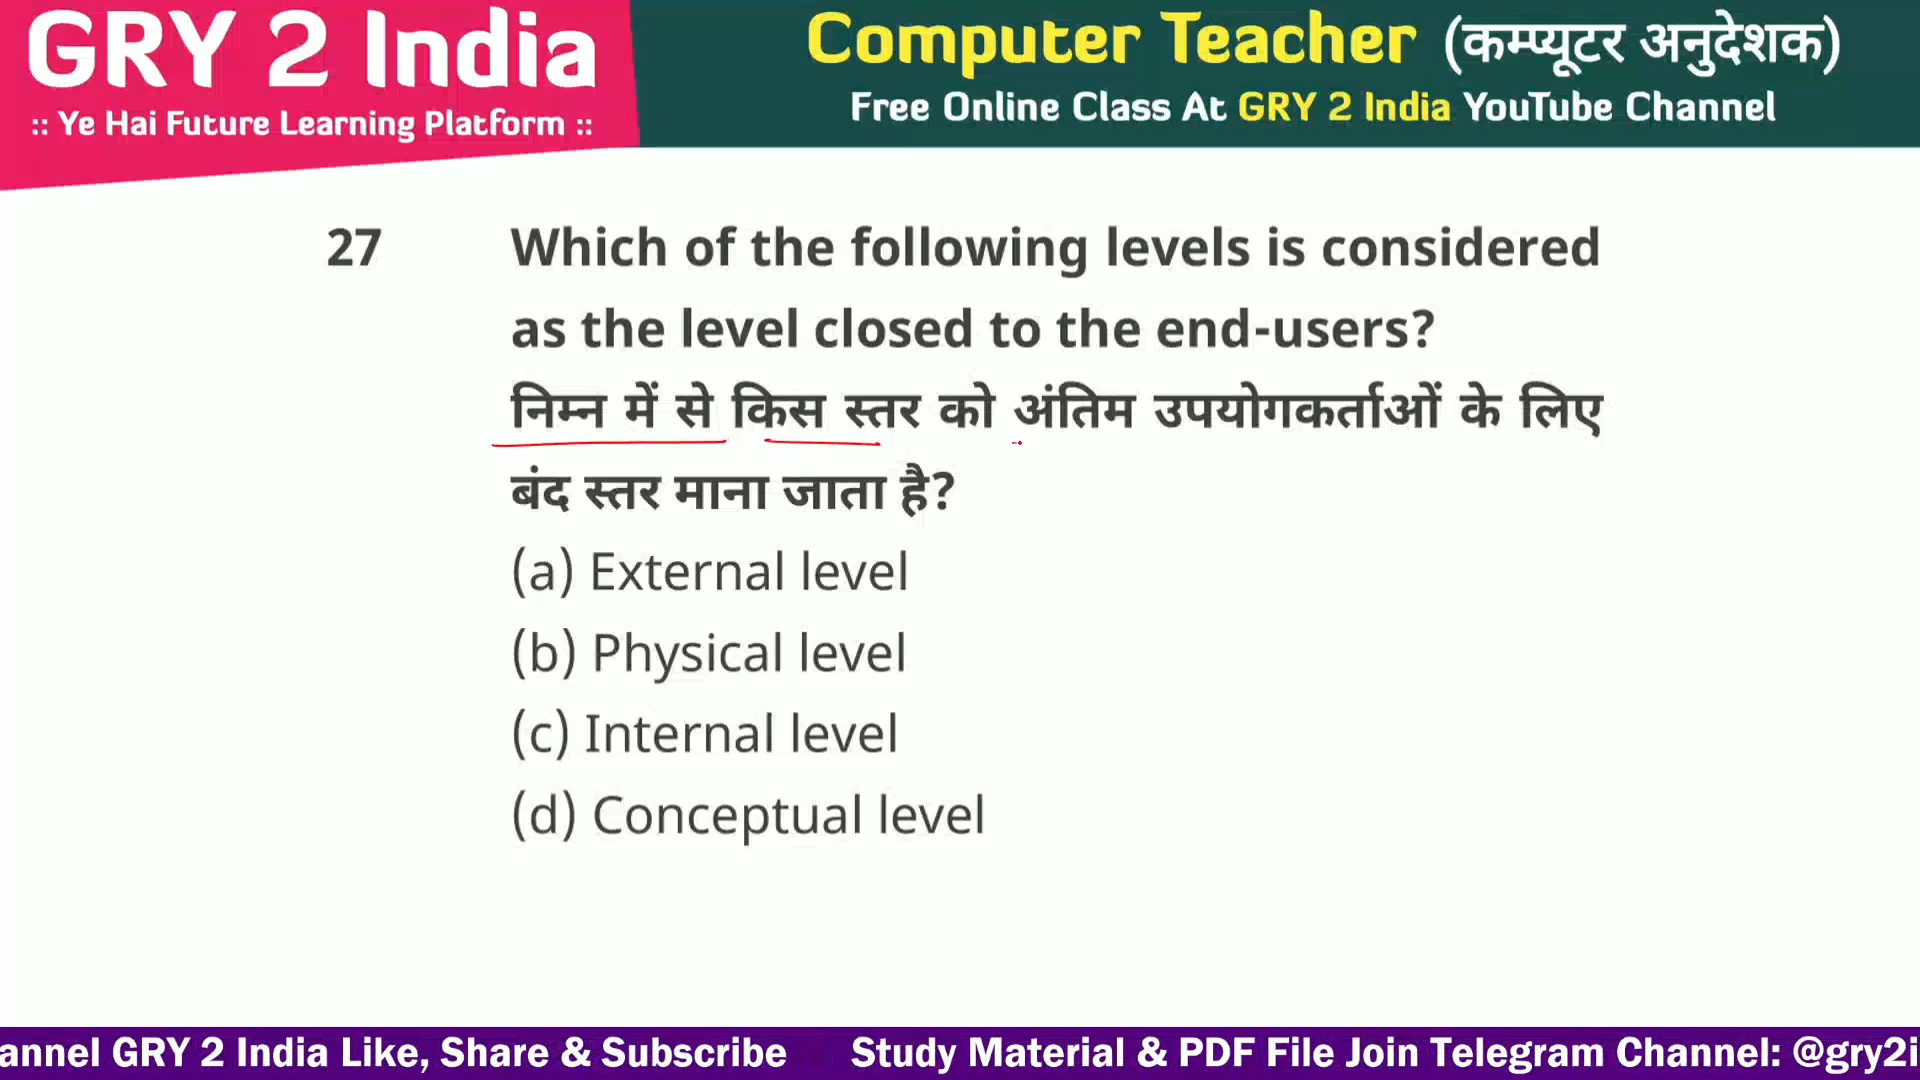 GRY 2 India
:: Ye Hai Future Learning Platform ::
Computer Teacher (कम्प्यूटर अनुदेशक)
Free Online Class At GRY 2 India YouTube Channel
27 Which of the following levels is considered
as the level closed to the end-users?
निम्न में से किस स्तर को अंतिम उपयोगकर्ताओं के लिए
बंद स्तर माना जाता है?
(a) External level
(b) Physical level
(c) Internal level
(d) Conceptual level
annel GRY 2 India Like, Share & Subscribe Study Material & PDF File Join Telegram Channel: @gry2i